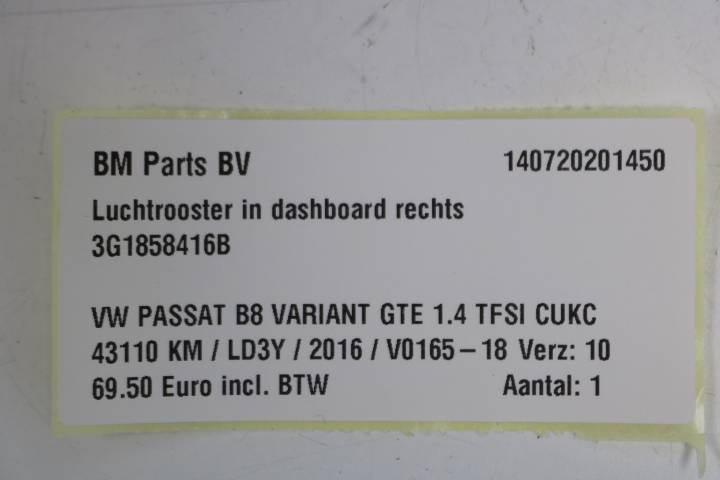 BM Parts BV 140720201450
Luchtrooster in dashboard rechts
3G1858416B
VW PASSAT B8 VARIANT GTE 1.4 TFSI CUKC
43110 KM / LD3Y / 2016 / V0165-18 Verz: 10
69.50 Euro incl. BTW Aantal: 1